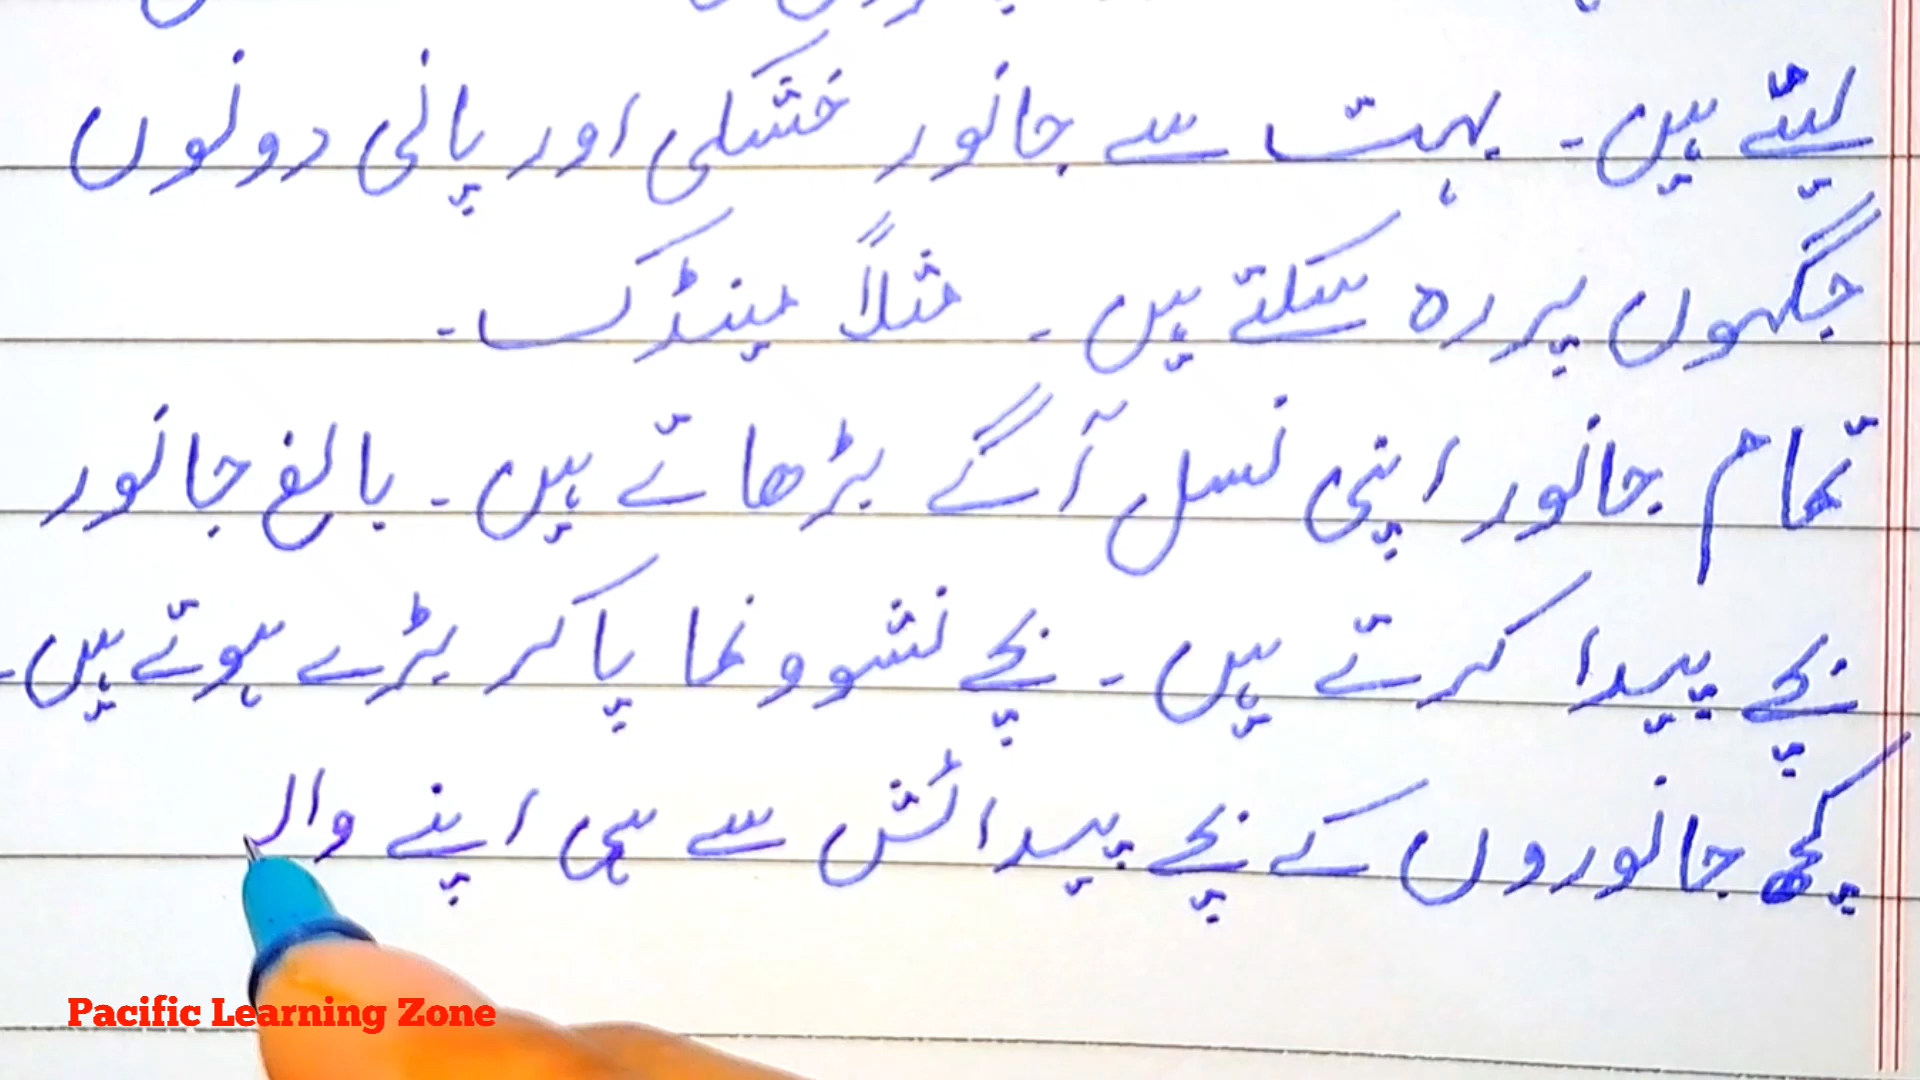 لیتے ہیں۔ بہت سے جانور خشکی اور پانی دونوں
جگہوں پر رہ سکتے ہیں۔ مثلاً مینڈک۔
تمام جانور اپنی نسل آگے بڑھاتے ہیں۔ بالغ جانور
بچے پیدا کرتے ہیں۔ بچے نشوونما پا کر بڑے ہوتے ہیں۔
کچھ جانوروں کے بچے پیدائش سے ہی اپنے وال
Pacific Learning Zone